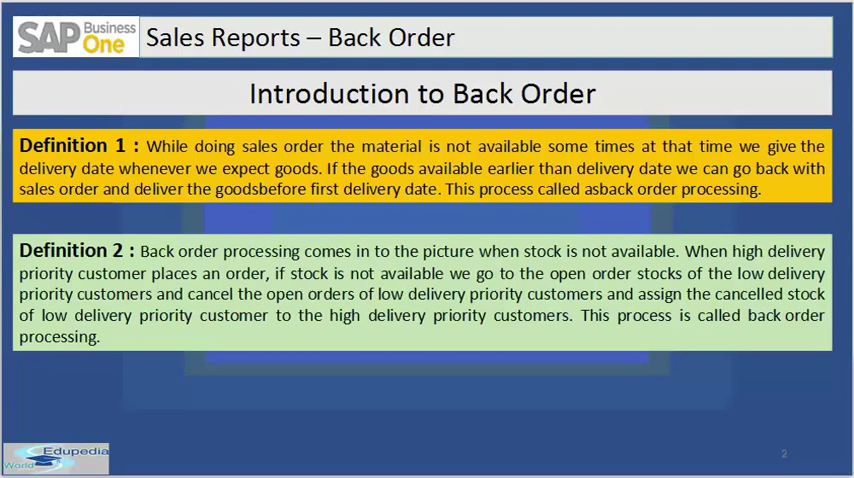 SAP Business One
Sales Reports – Back Order
Introduction to Back Order
Definition 1 : While doing sales order the material is not available some times at that time we give the
delivery date whenever we expect goods. If the goods available earlier than delivery date we can go back with
sales order and deliver the goodsbefore first delivery date. This process called asback order processing.
Definition 2 : Back order processing comes in to the picture when stock is not available. When high delivery
priority customer places an order, if stock is not available we go to the open order stocks of the low delivery
priority customers and cancel the open orders of low delivery priority customers and assign the cancelled stock
of low delivery priority customer to the high delivery priority customers. This process is called back order
processing.
Edupedia
World
2